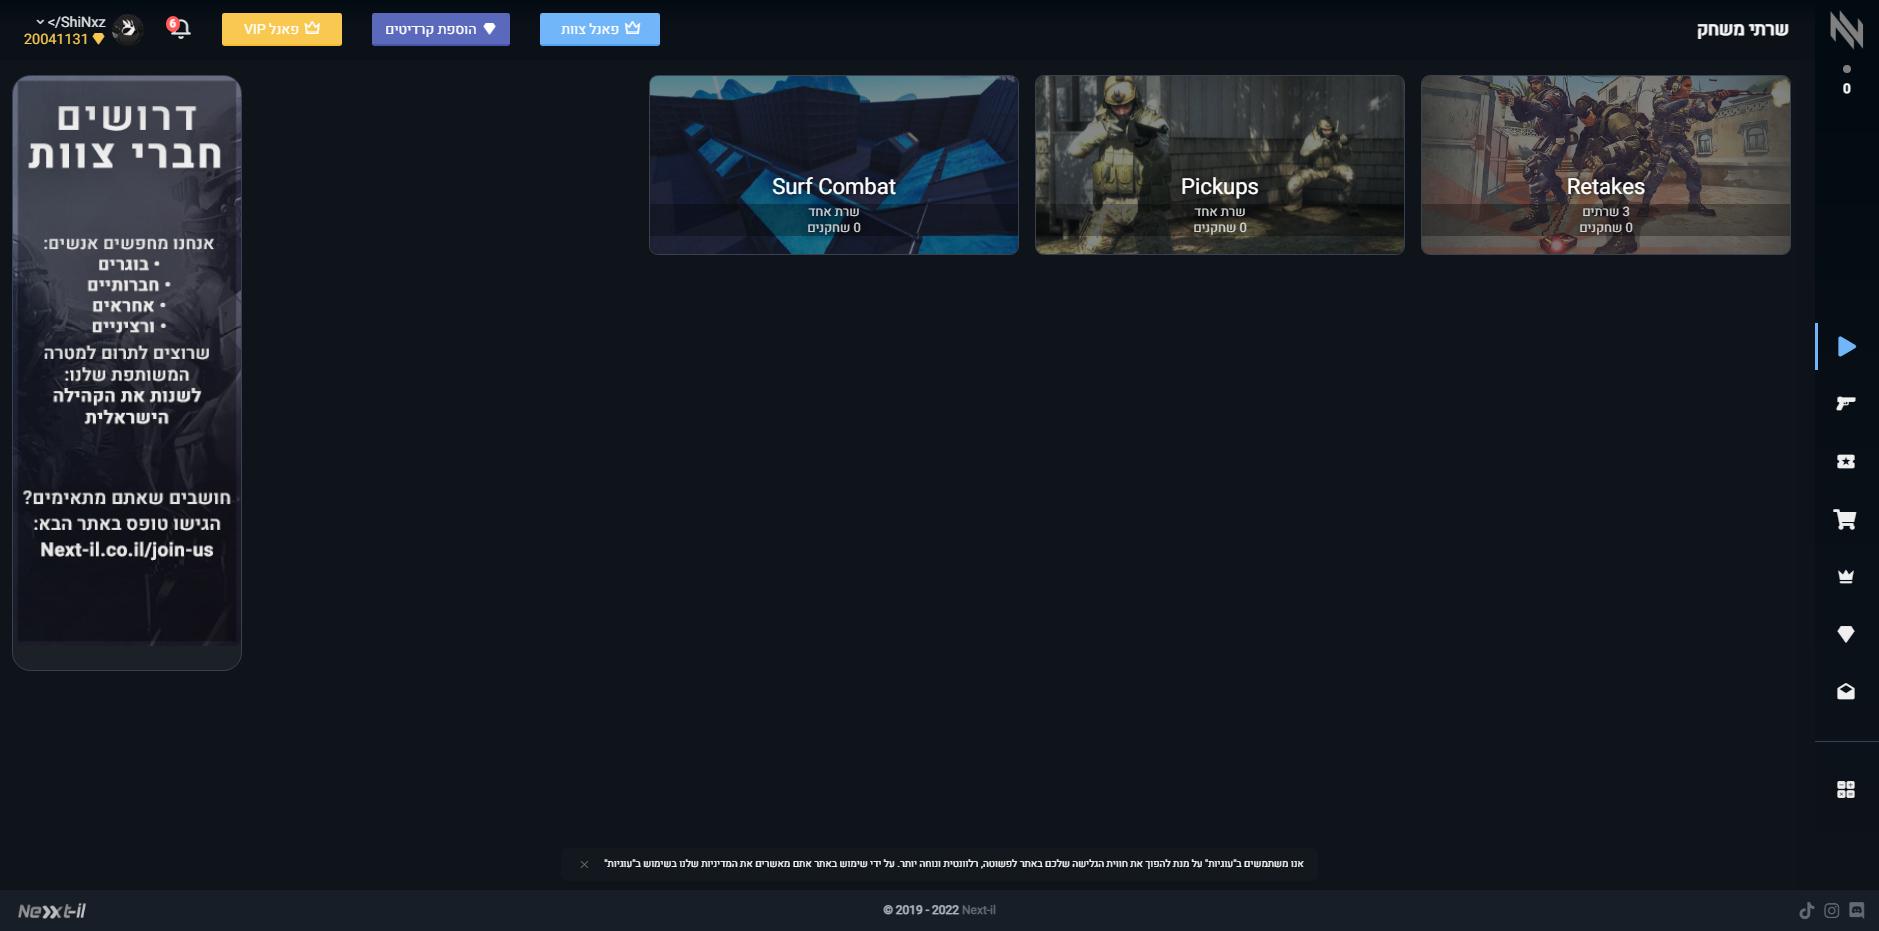 שרתי משחק
פאנל צוות
הוספת קרדיטים
פאנל VIP
6
</ShiNxz
20041131
0
Retakes
3 שרתים
0 שחקנים
Pickups
שרת אחד
0 שחקנים
Surf Combat
שרת אחד
0 שחקנים
דרושים
חברי צוות
אנחנו מחפשים אנשים:
• בוגרים
• חברותיים
• אחראים
• ורציניים
שרוצים לתרום למטרה
המשותפת שלנו:
לשנות את הקהילה
הישראלית
חושבים שאתם מתאימים?
הגישו טופס באתר הבא:
Next-il.co.il/join-us
אנו משתמשים ב"עוגיות" על מנת להפוך את חווית הגלישה שלכם באתר לפשוטה, רלוונטית ונוחה יותר. על ידי שימוש באתר אתם מאשרים את המדיניות שלנו בשימוש ב"עוגיות"
© 2019 - 2022 Next-il
Nexxt-il